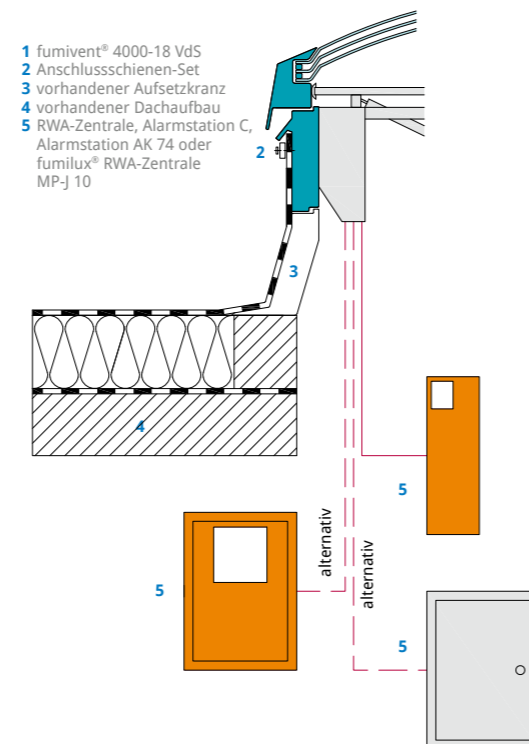 1 fumivent® 4000-18 VdS
2 Anschlussschienen-Set
3 vorhandener Aufsetzkranz
4 vorhandener Dachaufbau
5 RWA-Zentrale, Alarmstation C,
Alarmstation AK 74 oder
fumilux® RWA-Zentrale
MP-J 10
2
3
4
5
alternativ
alternativ
5
5